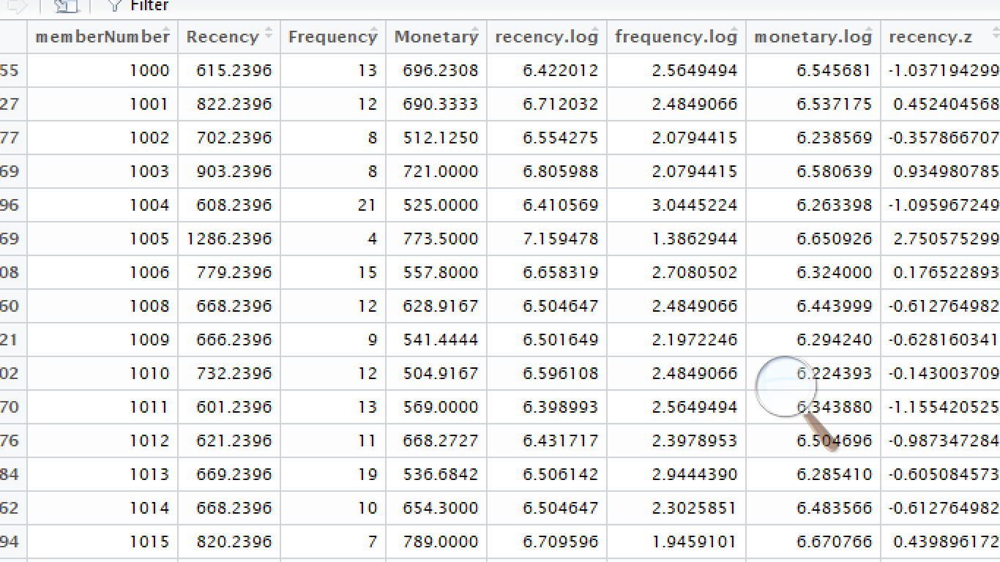 Filter
memberNumber Recency Frequency Monetary recency.log frequency.log monetary.log recency.z
55 1000 615.2396 13 696.2308 6.422012 2.5649494 6.545681 -1.037194299
27 1001 822.2396 12 690.3333 6.712032 2.4849066 6.537175 0.452404568
77 1002 702.2396 8 512.1250 6.554275 2.0794415 6.238569 -0.357866707
69 1003 903.2396 8 721.0000 6.805988 2.0794415 6.580639 0.934980785
96 1004 608.2396 21 525.0000 6.410569 3.0445224 6.263398 -1.095967249
69 1005 1286.2396 4 773.5000 7.159478 1.3862944 6.650926 2.750575299
08 1006 779.2396 15 557.8000 6.658319 2.7080502 6.324000 0.176522893
60 1008 668.2396 12 628.9167 6.504647 2.4849066 6.443999 -0.612764982
21 1009 666.2396 9 541.4444 6.501649 2.1972246 6.294240 -0.628160341
02 1010 732.2396 12 504.9167 6.596108 2.4849066 6.224393 -0.143003709
70 1011 601.2396 13 569.0000 6.398993 2.5649494 6.343880 -1.155420525
76 1012 621.2396 11 668.2727 6.431717 2.3978953 6.504696 -0.987347284
84 1013 669.2396 19 536.6842 6.506142 2.9444390 6.285410 -0.605084573
62 1014 668.2396 10 654.3000 6.504647 2.3025851 6.483566 -0.612764982
94 1015 820.2396 7 789.0000 6.709596 1.9459101 6.670766 0.439896172